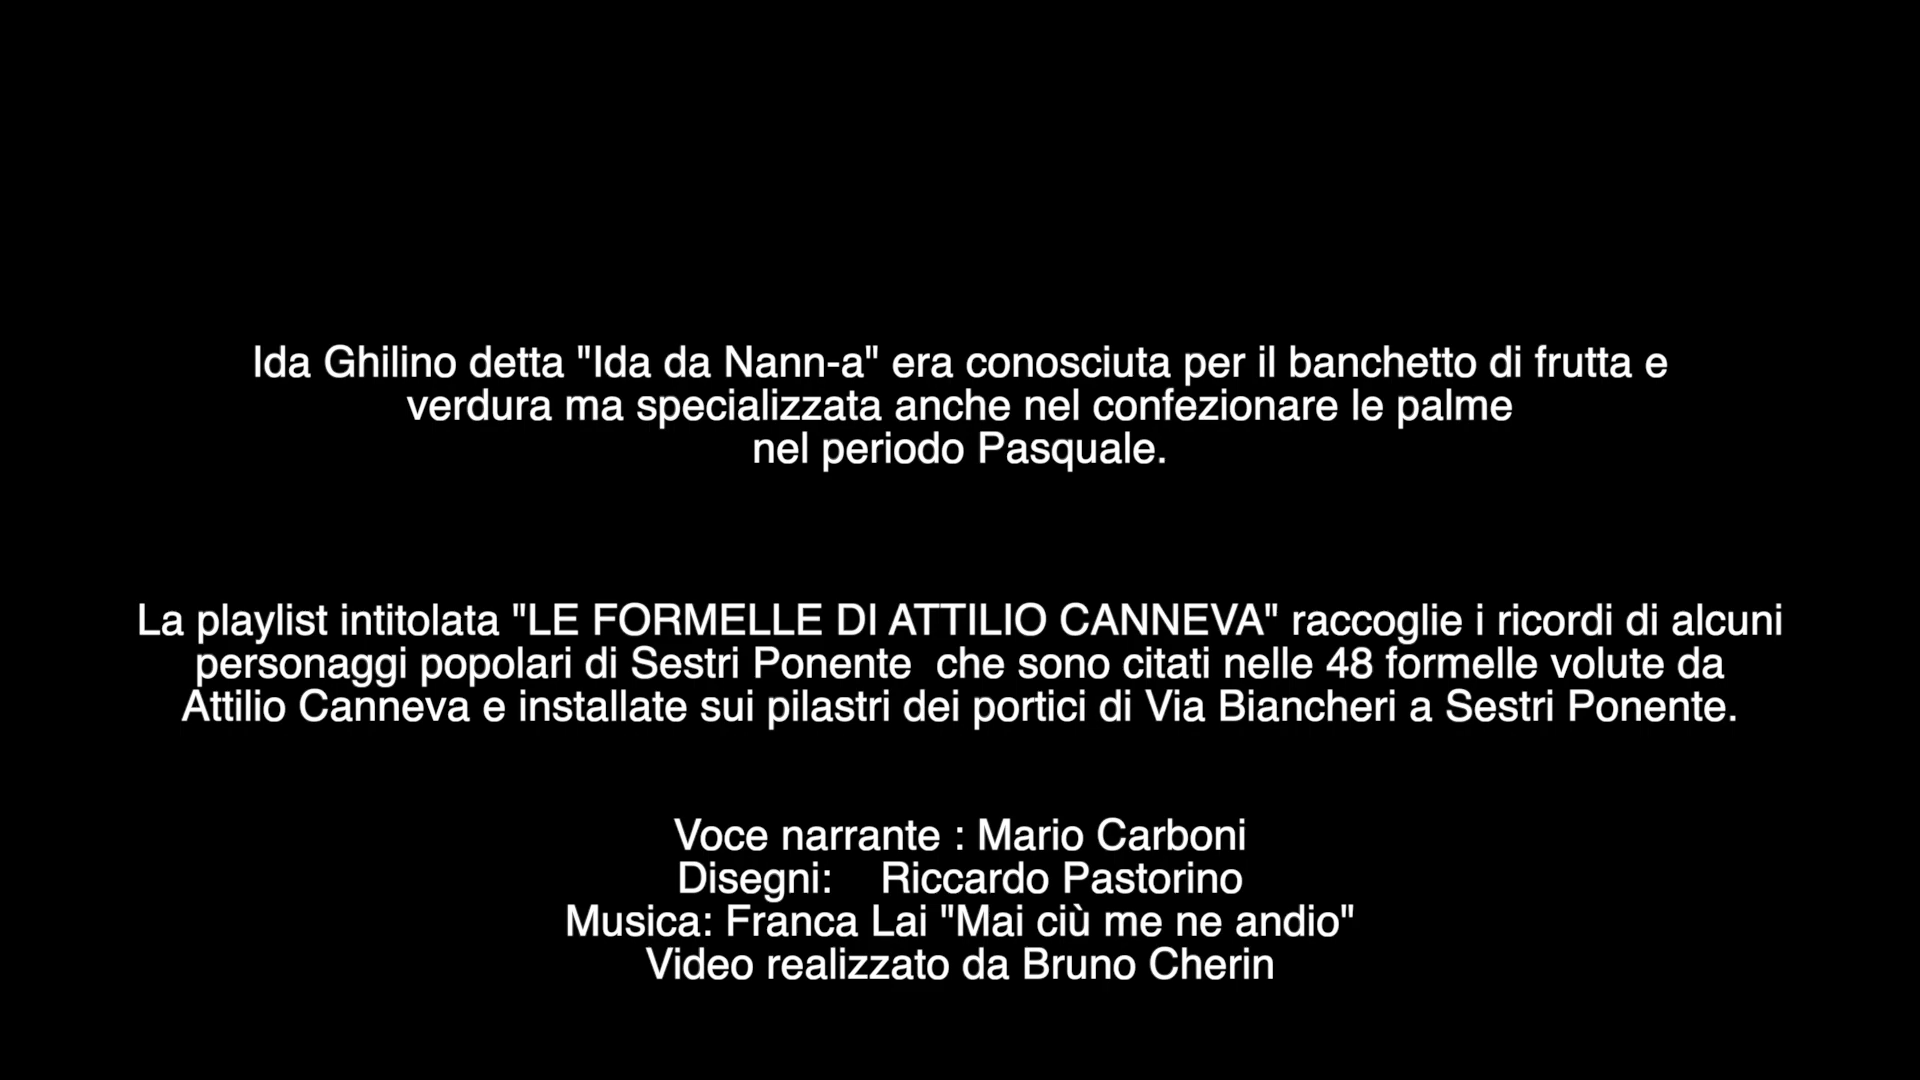 Ida Ghilino detta "Ida da Nann-a" era conosciuta per il banchetto di frutta e
verdura ma specializzata anche nel confezionare le palme
nel periodo Pasquale.
La playlist intitolata "LE FORMELLE DI ATTILIO CANNEVA" raccoglie i ricordi di alcuni
personaggi popolari di Sestri Ponente  che sono citati nelle 48 formelle volute da
Attilio Canneva e installate sui pilastri dei portici di Via Biancheri a Sestri Ponente.
Voce narrante : Mario Carboni
Disegni:    Riccardo Pastorino
Musica: Franca Lai "Mai ciù me ne andio"
Video realizzato da Bruno Cherin